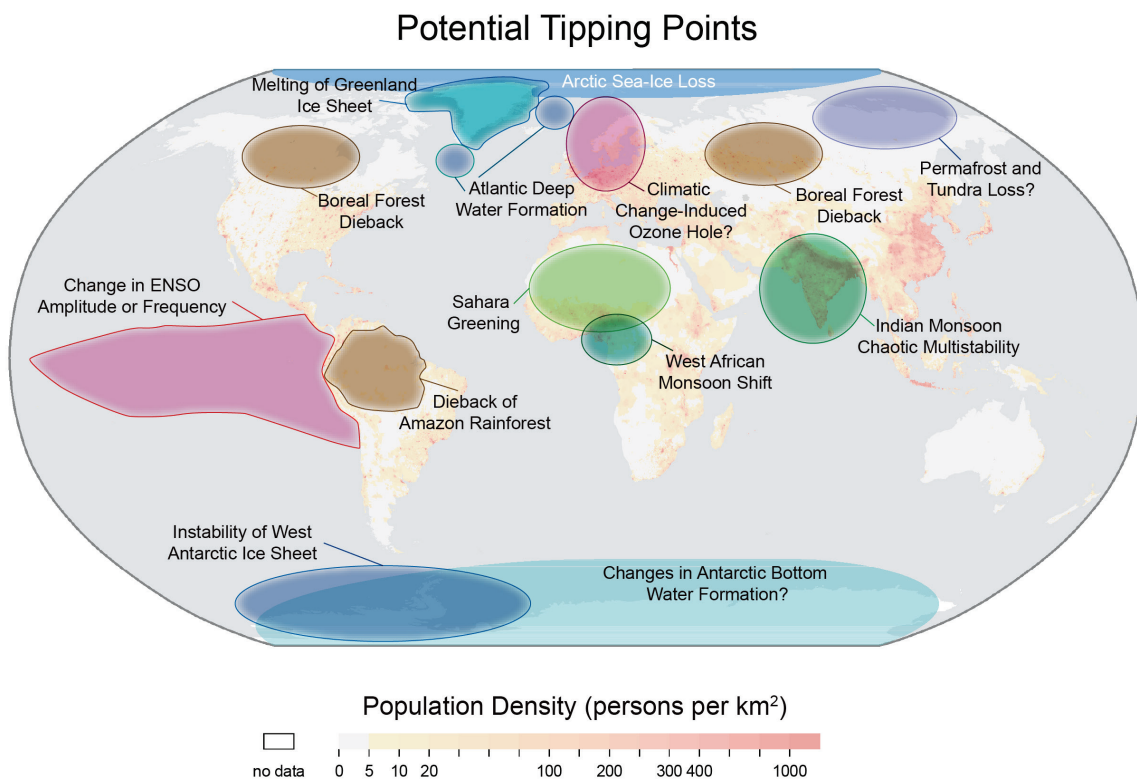 Potential Tipping Points
Melting of Greenland
Ice Sheet
Arctic Sea-Ice Loss
Boreal Forest
Dieback
Atlantic Deep
Water Formation
Climatic
Change-Induced
Ozone Hole?
Boreal Forest
Dieback
Permafrost and
Tundra Loss?
Change in ENSO
Amplitude or Frequency
Sahara
Greening
Indian Monsoon
Chaotic Multistability
West African
Monsoon Shift
Dieback of
Amazon Rainforest
Instability of West
Antarctic Ice Sheet
Changes in Antarctic Bottom
Water Formation?
Population Density (persons per km²)
no data
0 5 10 20 100 200 300 400 1000